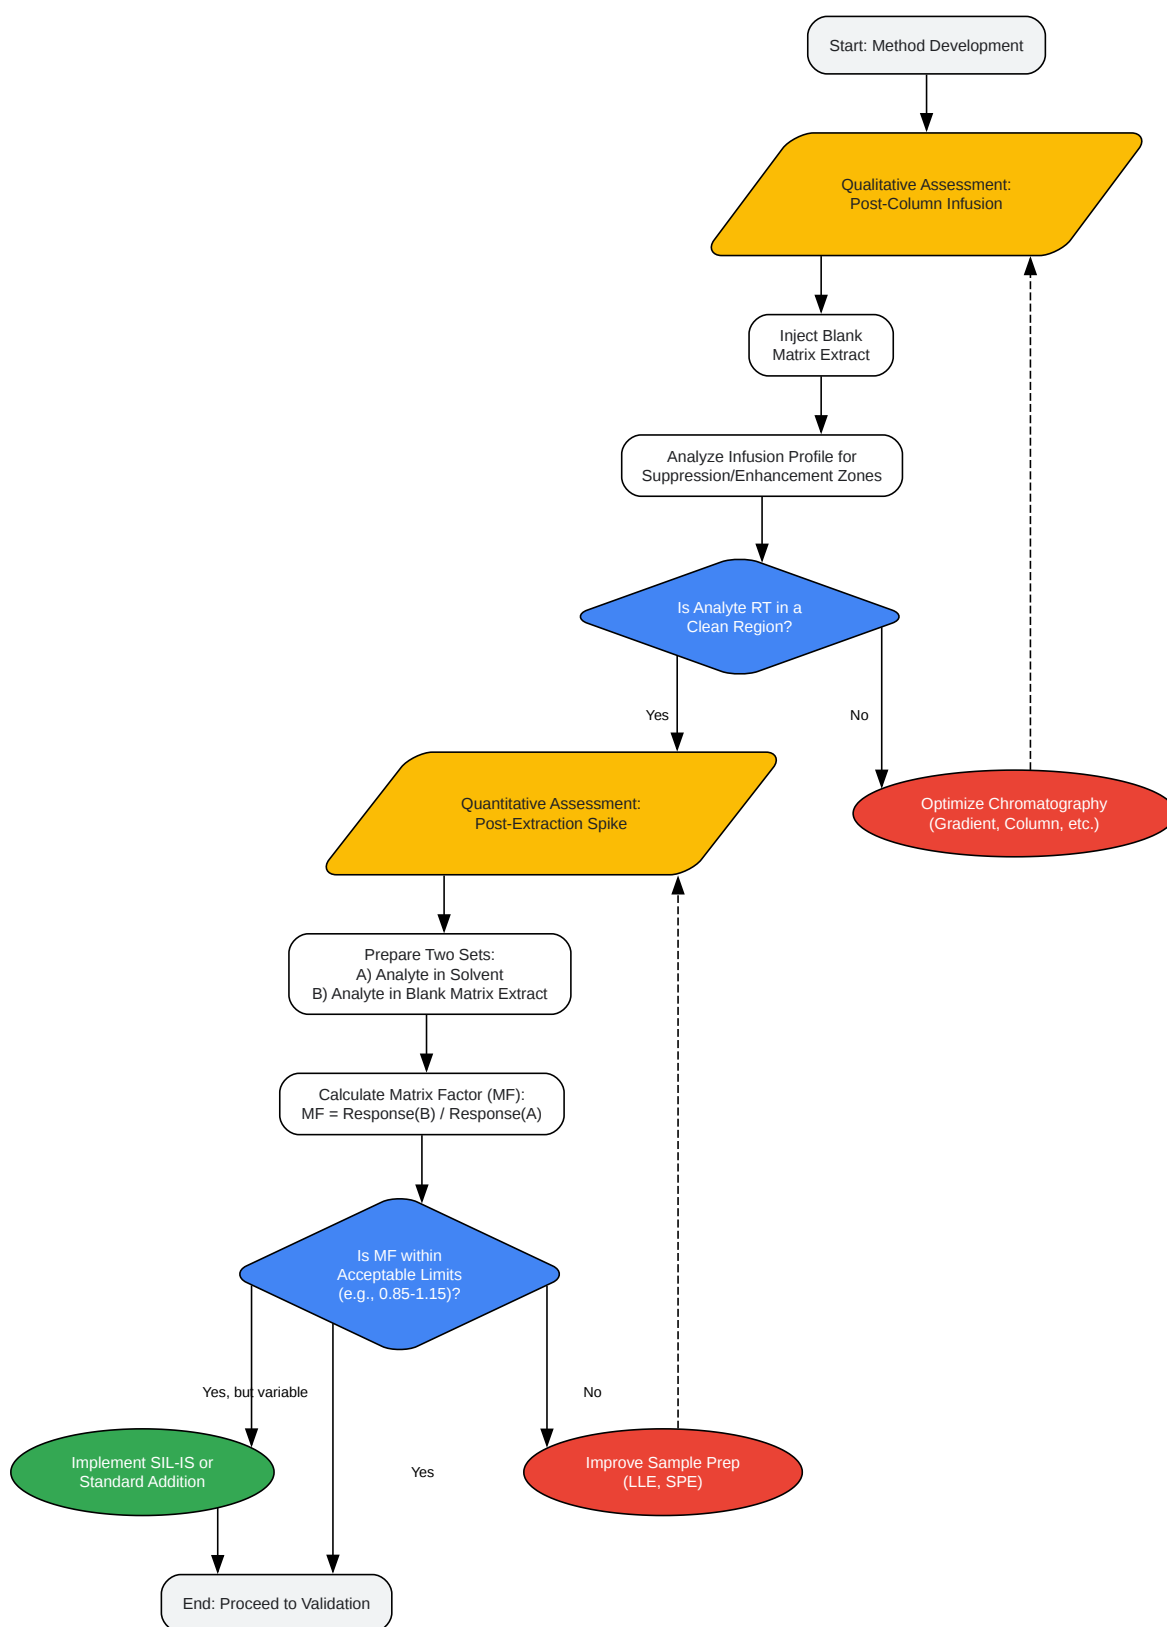 Start: Method Development
Qualitative Assessment:
Post-Column Infusion
Inject Blank
Matrix Extract
Analyze Infusion Profile for
Suppression/Enhancement Zones
Is Analyte RT in a
Clean Region?
Yes
No
Quantitative Assessment:
Post-Extraction Spike
Optimize Chromatography
(Gradient, Column, etc.)
Prepare Two Sets:
A) Analyte in Solvent
B) Analyte in Blank Matrix Extract
Calculate Matrix Factor (MF):
MF = Response(B) / Response(A)
Is MF within
Acceptable Limits
(e.g., 0.85-1.15)?
Yes, but variable
No
Implement SIL-IS or
Standard Addition
Yes
Improve Sample Prep
(LLE, SPE)
End: Proceed to Validation